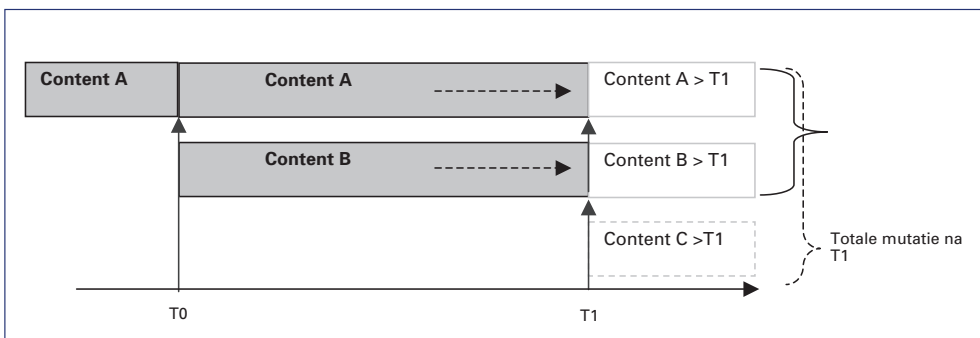 Content A
Content A
Content A > T1
Content B
Content B > T1
Content C >T1
Totale mutatie na
T1
T0
T1